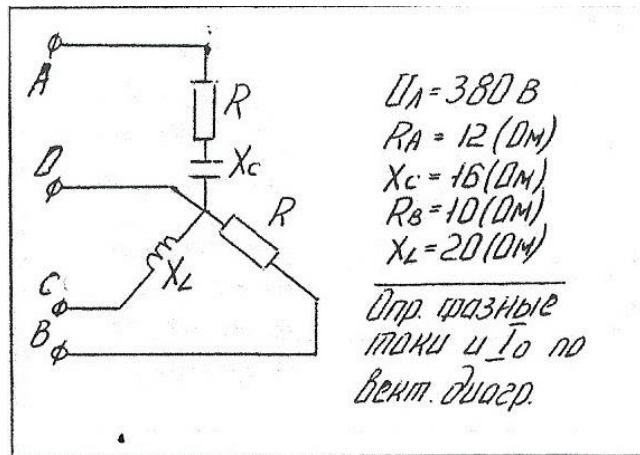 A
R
Xc
0
R
XL
C
B
Uл = 380 В
RA = 12 (Ом)
Xc = 16 (Ом)
RB = 10 (Ом)
XL = 20 (Ом)
Опр. фазные
токи и I0 по
вект. диагр.